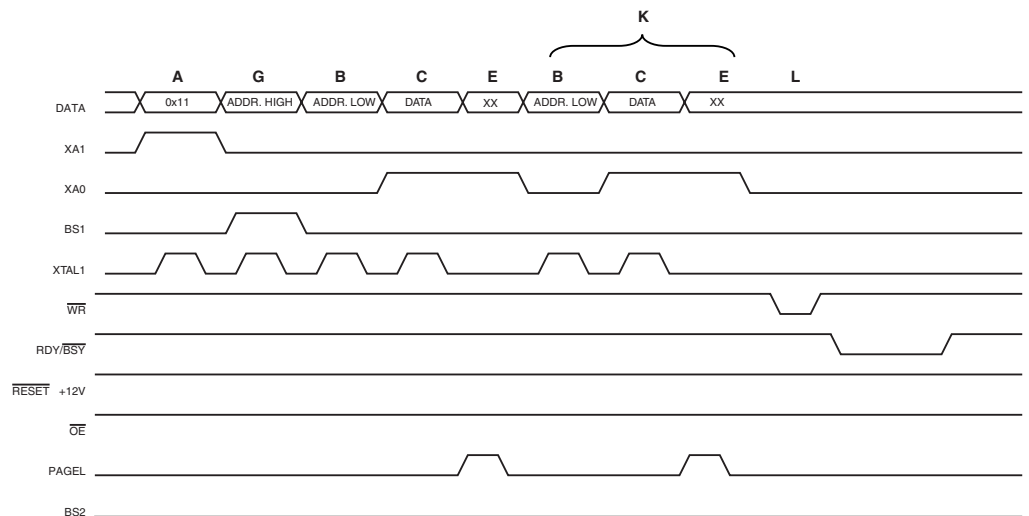 K
A G B C E B C E L
DATA 0x11 ADDR. HIGH ADDR. LOW DATA XX ADDR. LOW DATA XX
XA1
XA0
BS1
XTAL1
WR
RDY/BSY
RESET +12V
OE
PAGEL
BS2